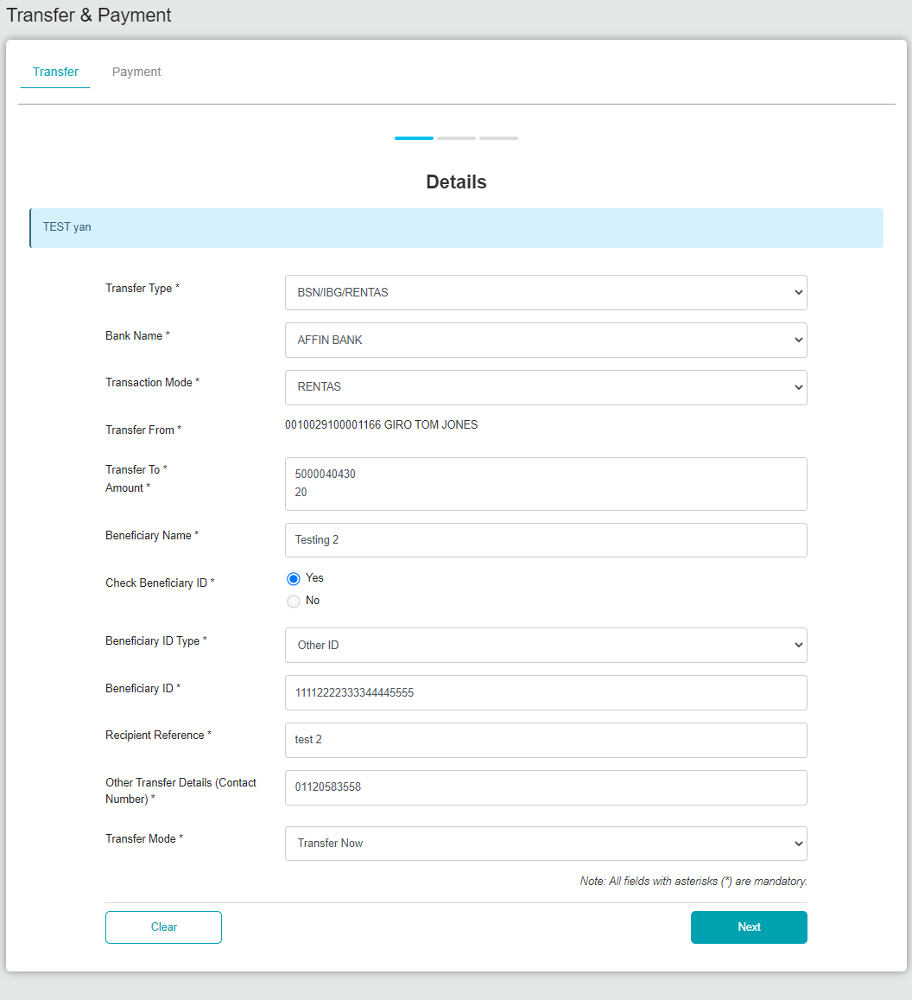 Transfer & Payment
Transfer Payment
Details
TEST yan
Transfer Type * BSN/IBG/RENTAS
Bank Name * AFFIN BANK
Transaction Mode * RENTAS
Transfer From * 0010029100001166 GIRO TOM JONES
Transfer To * 5000040430
Amount * 20
Beneficiary Name * Testing 2
Check Beneficiary ID * Yes
No
Beneficiary ID Type * Other ID
Beneficiary ID * 11112222333344445555
Recipient Reference * test 2
Other Transfer Details (Contact 01120583558
Number) *
Transfer Mode * Transfer Now
Note: All fields with asterisks (*) are mandatory.
Clear Next